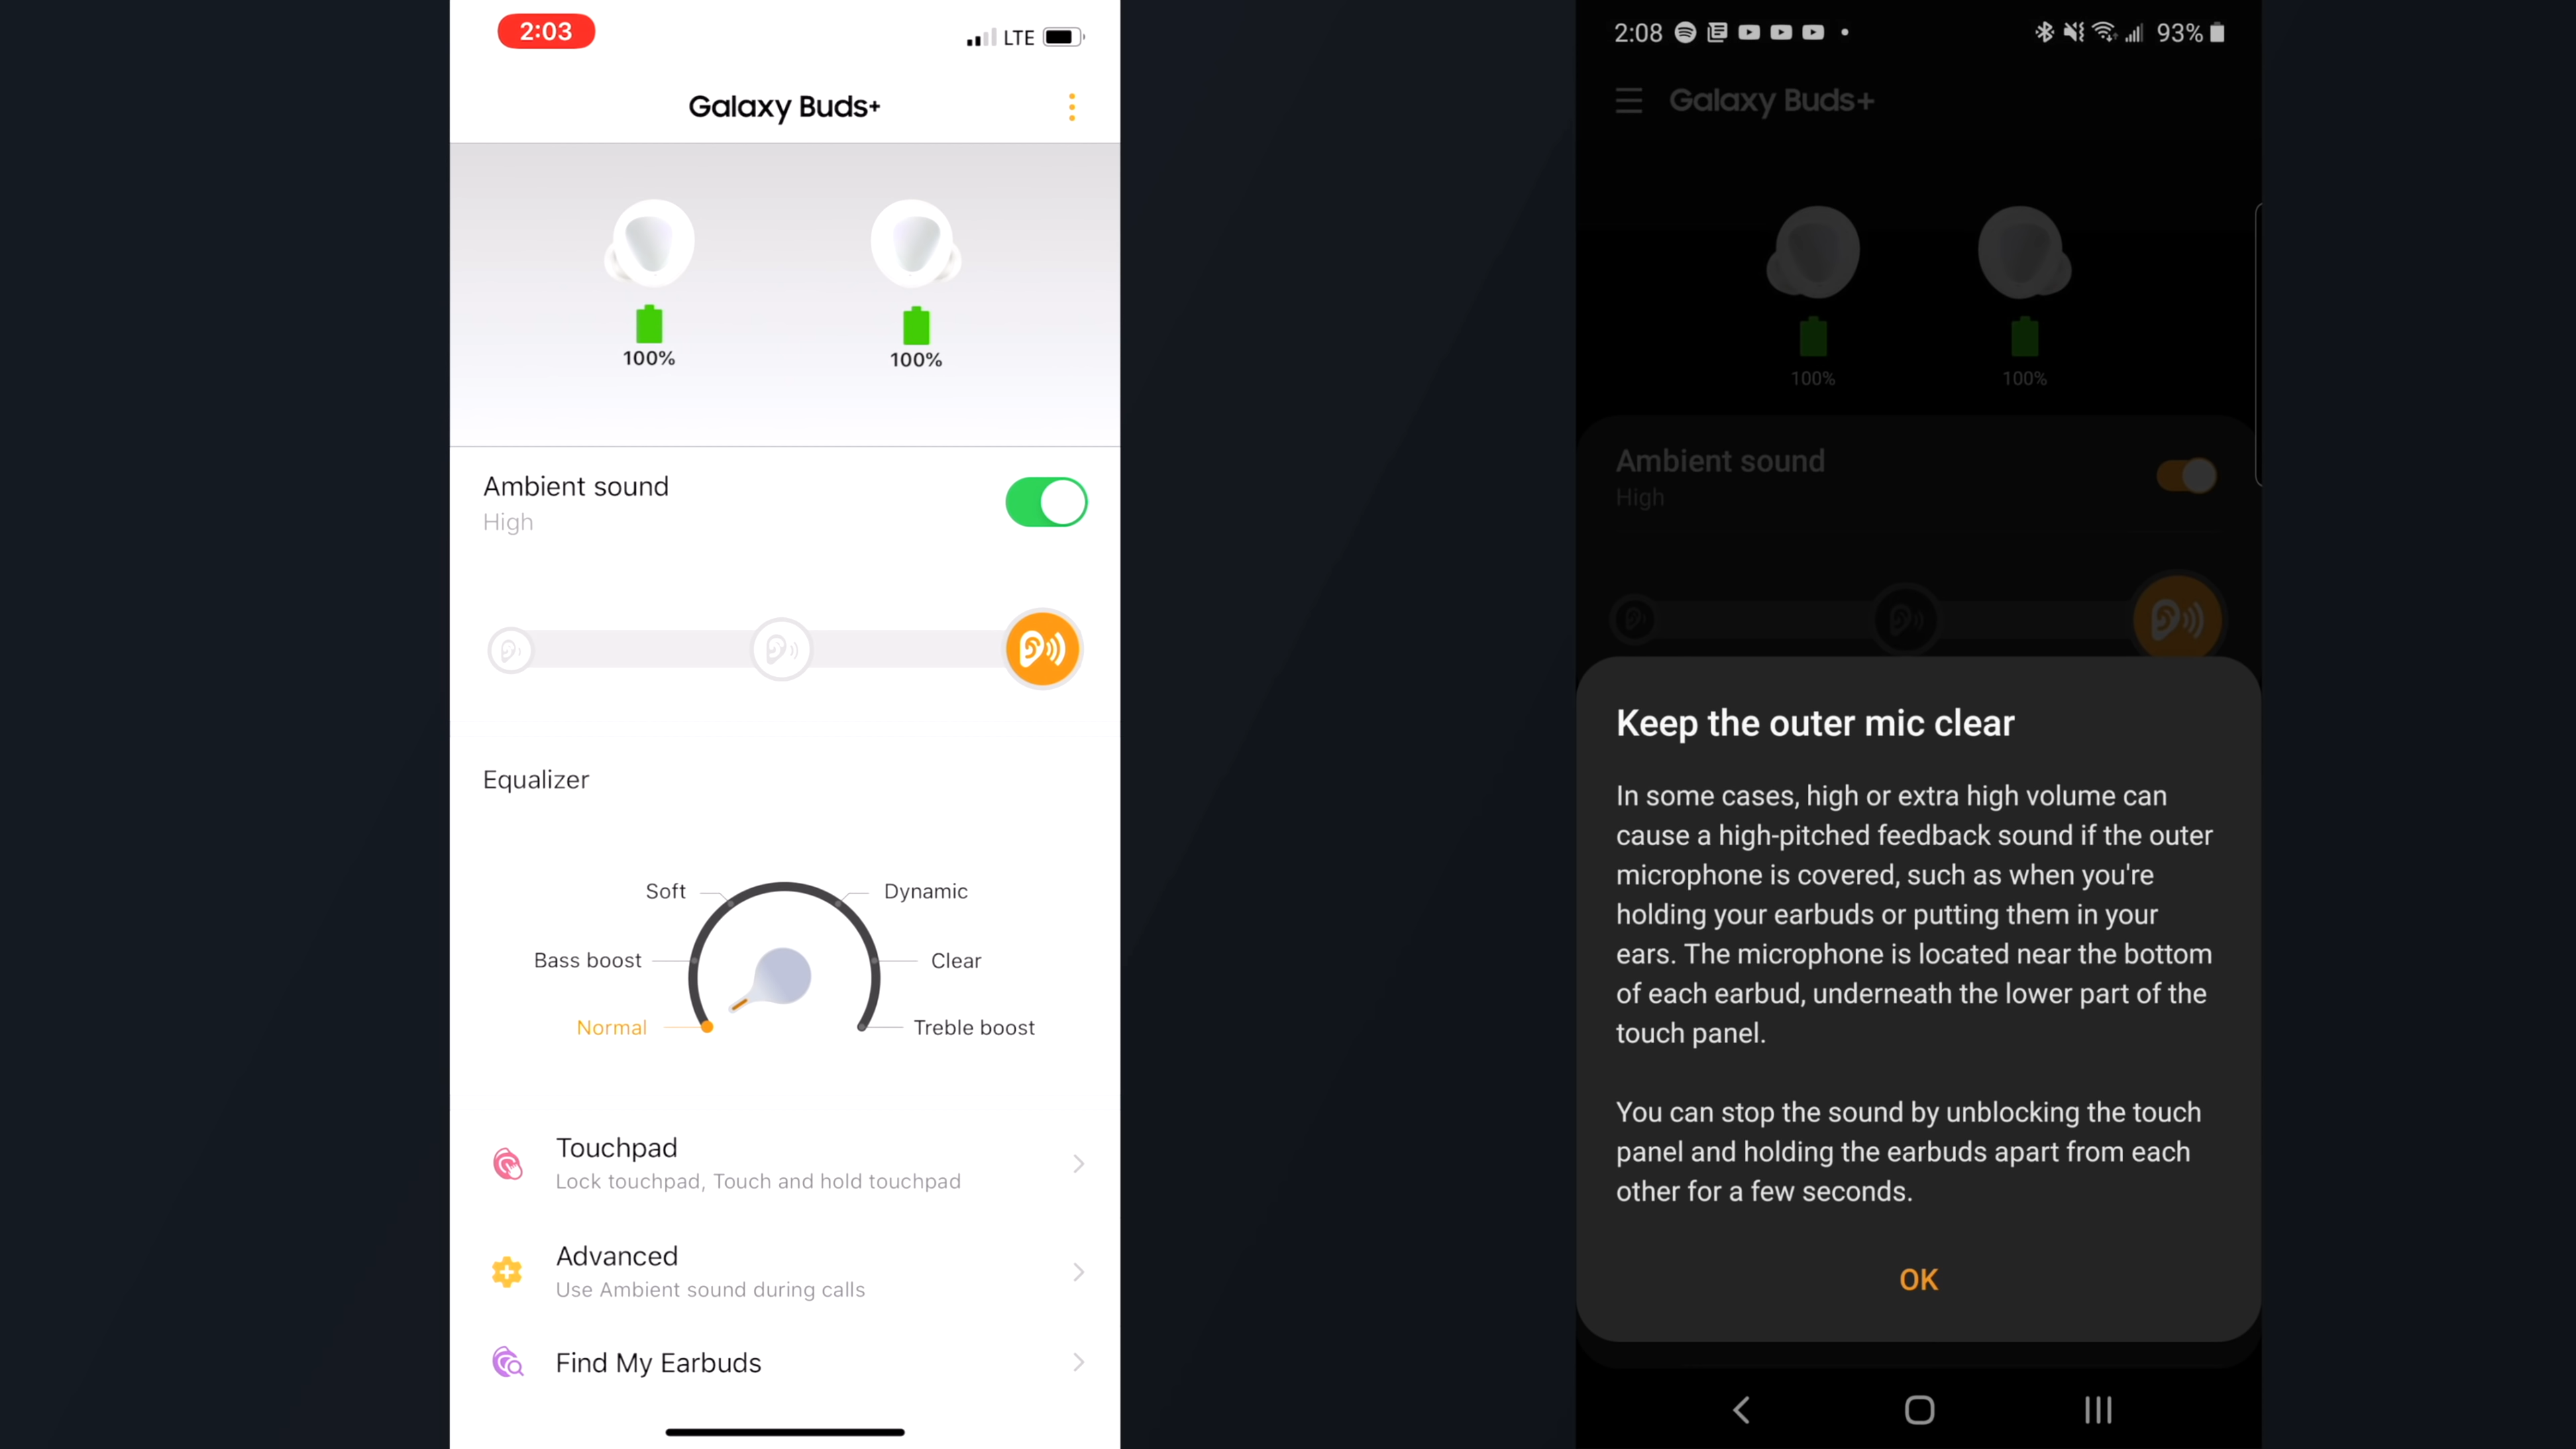 2:03
LTE
Galaxy Buds+
100%
100%
Ambient sound
High
Equalizer
Soft
Dynamic
Bass boost
Clear
Normal
Treble boost
Touchpad
Lock touchpad, Touch and hold touchpad
Advanced
Use Ambient sound during calls
Find My Earbuds
2:08
93%
Galaxy Buds+
100%
100%
Ambient sound
High
Keep the outer mic clear
In some cases, high or extra high volume can
cause a high-pitched feedback sound if the outer
microphone is covered, such as when you're
holding your earbuds or putting them in your
ears. The microphone is located near the bottom
of each earbud, underneath the lower part of the
touch panel.
You can stop the sound by unblocking the touch
panel and holding the earbuds apart from each
other for a few seconds.
OK